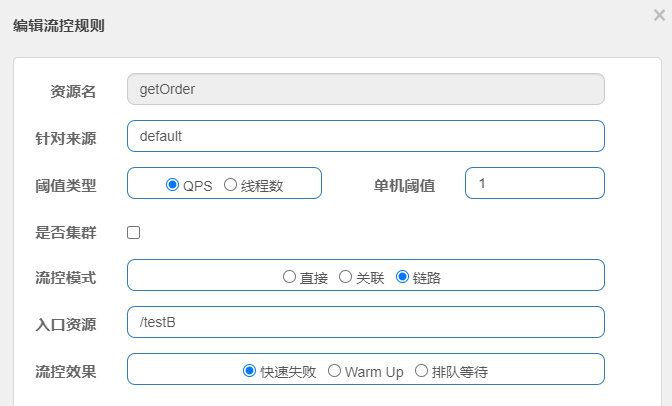 编辑流控规则 ×
资源名 getOrder
针对来源 default
阈值类型 QPS 线程数 单机阈值 1
是否集群
流控模式 直接 关联 链路
入口资源 /testB
流控效果 快速失败 Warm Up 排队等待